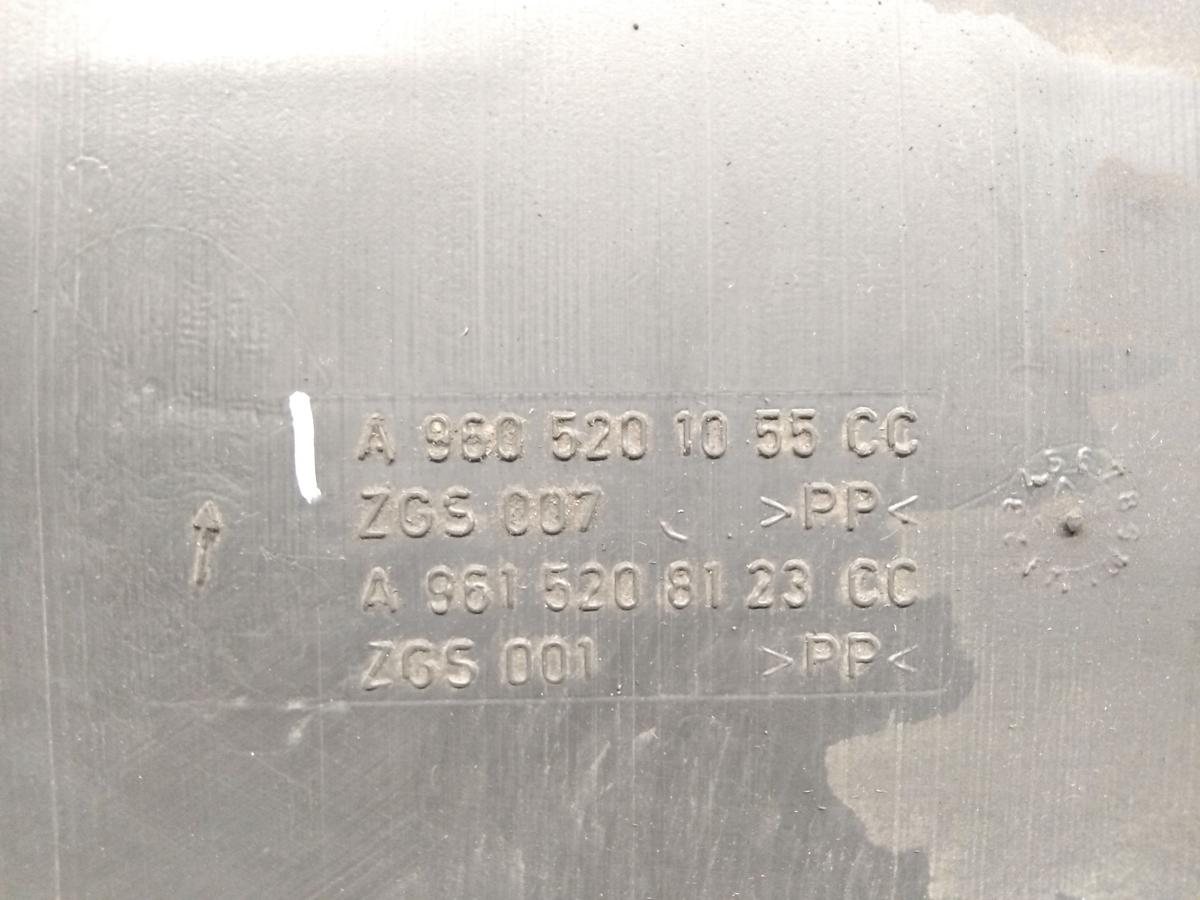 A 960 520 10 55 CC
ZGS 007 >PP<
A 961 520 81 23 CC
ZGS 001 >PP<